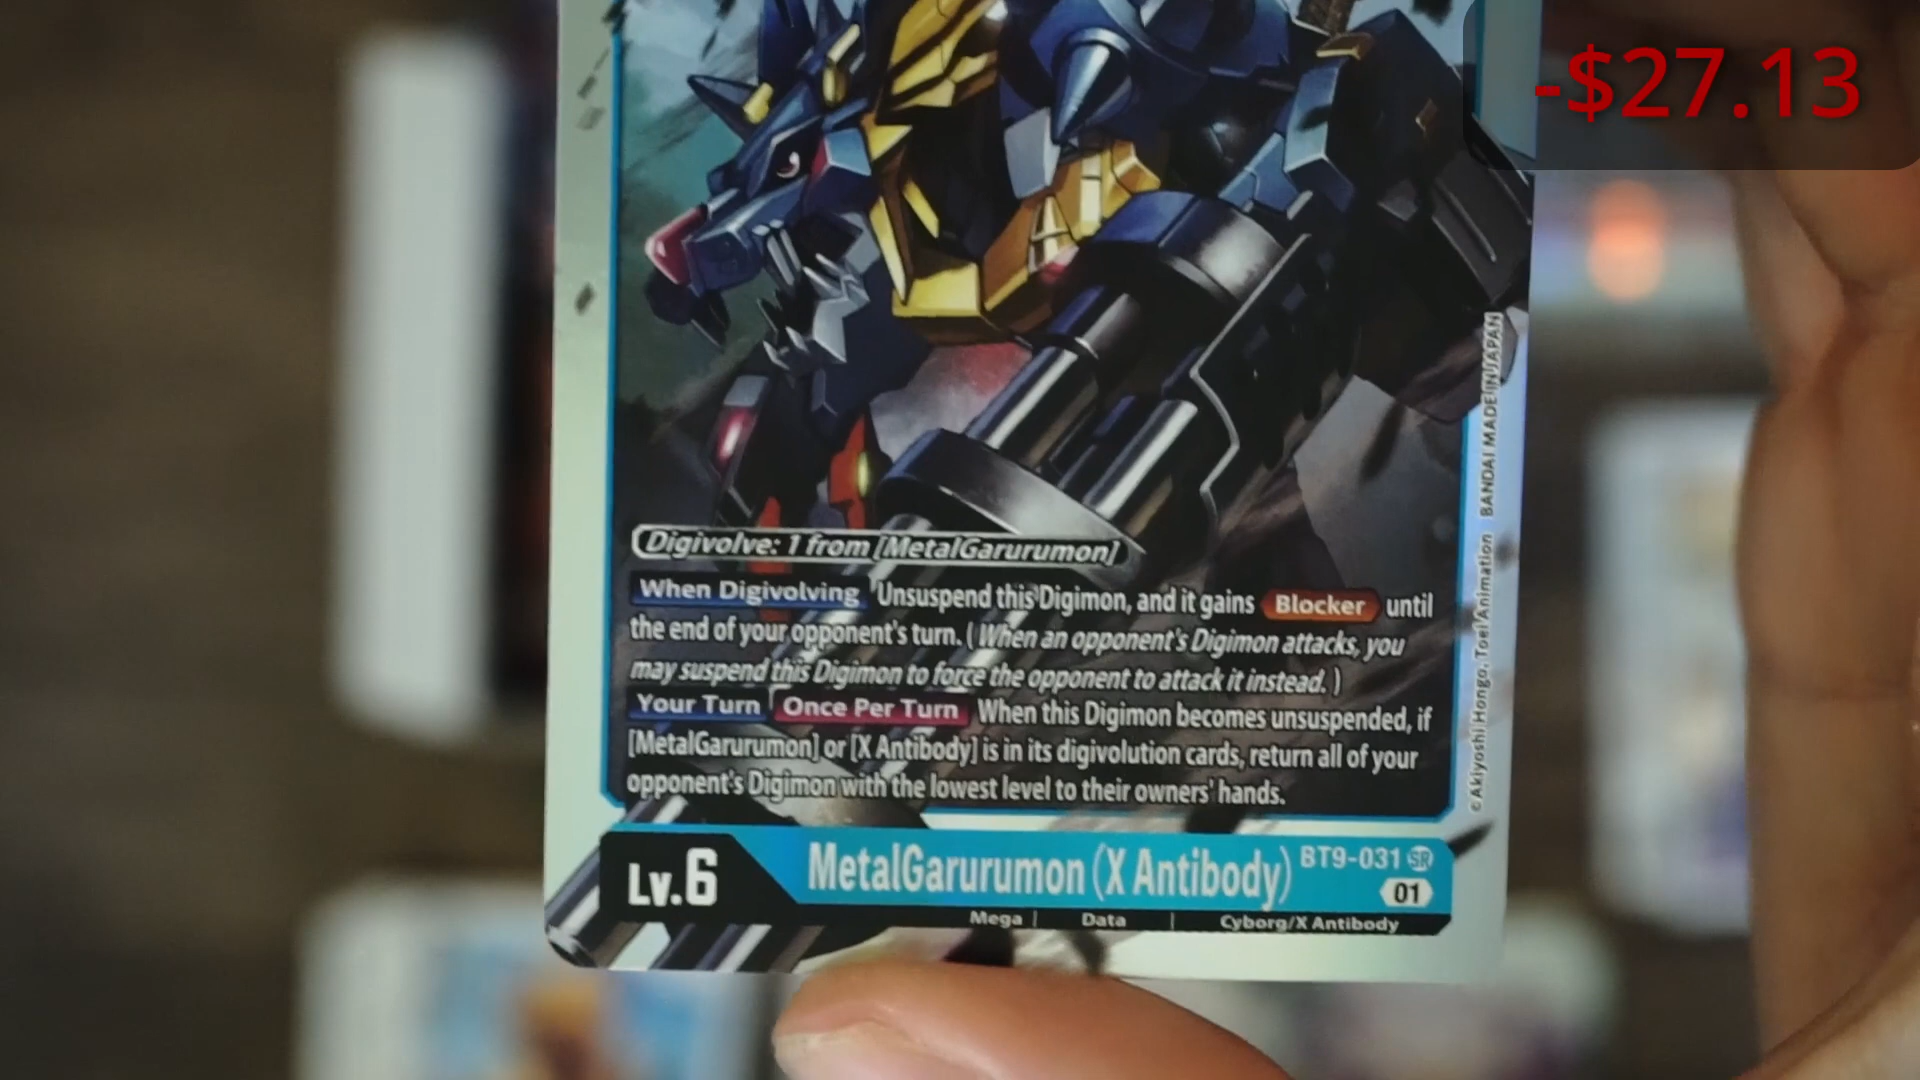 -$27.13
Digivolve: 1 from [MetalGarurumon]
When Digivolving Unsuspend this Digimon, and it gains Blocker until
the end of your opponent's turn. (When an opponent's Digimon attacks, you
may suspend this Digimon to force the opponent to attack it instead.)
Your Turn Once Per Turn When this Digimon becomes unsuspended, if
[MetalGarurumon] or [X Antibody] is in its digivolution cards, return all of your
opponent's Digimon with the lowest level to their owners' hands.
©Akiyoshi Hongo, Toei Animation BANDAI MADE IN JAPAN
Lv.6 MetalGarurumon (X Antibody) BT9-031 SR
01
Mega | Data | Cyborg/X Antibody